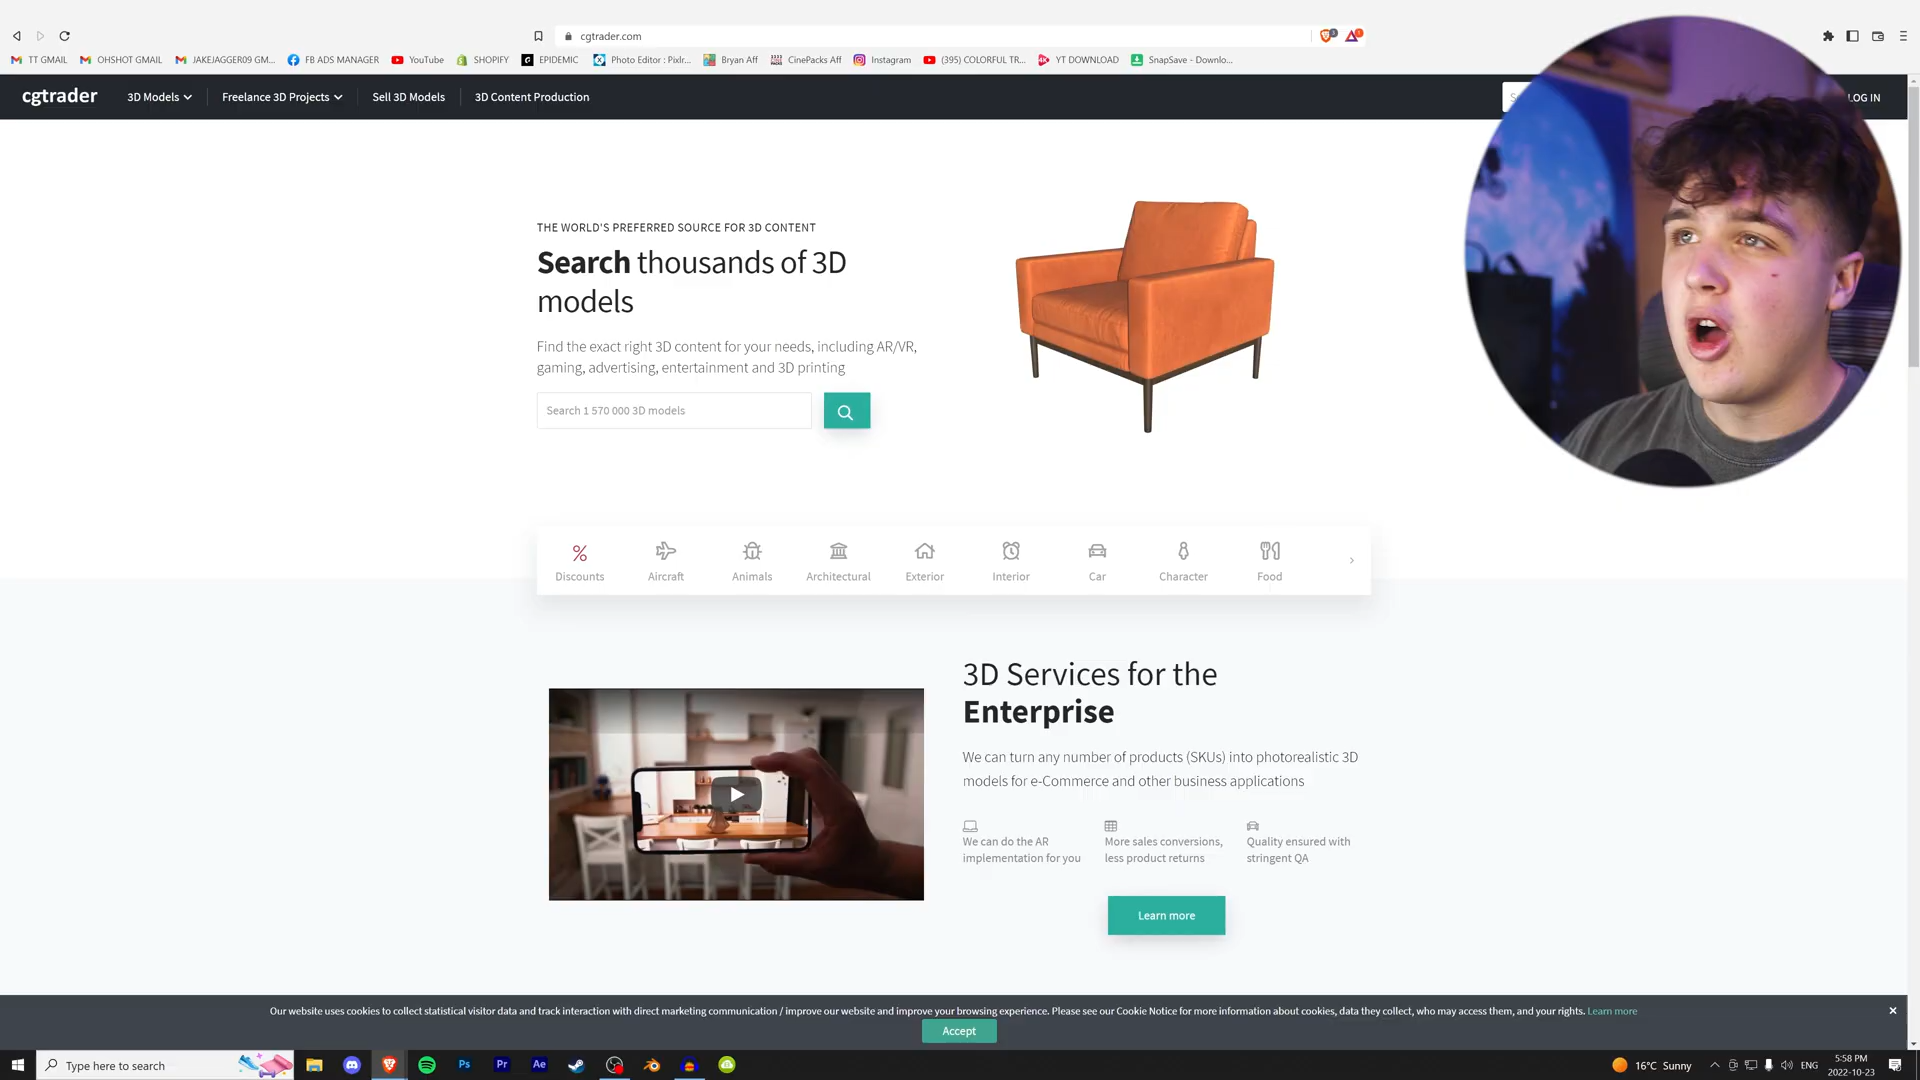 cgtrader.com
TT GMAIL OHSHOT GMAIL JAKEJAGGER09 GM... FB ADS MANAGER YouTube SHOPIFY EPIDEMIC Photo Editor : Pixlr... Bryan Aff CinePacks Aff Instagram (395) COLORFUL TR... YT DOWNLOAD SnapSave - Downlo...
cgtrader 3D Models Freelance 3D Projects Sell 3D Models 3D Content Production LOG IN
THE WORLD'S PREFERRED SOURCE FOR 3D CONTENT
Search thousands of 3D
models
Find the exact right 3D content for your needs, including AR/VR,
gaming, advertising, entertainment and 3D printing
Search 1 570 000 3D models
Discounts Aircraft Animals Architectural Exterior Interior Car Character Food
3D Services for the
Enterprise
We can turn any number of products (SKUs) into photorealistic 3D
models for e-Commerce and other business applications
We can do the AR
implementation for you
More sales conversions,
less product returns
Quality ensured with
stringent QA
Learn more
Our website uses cookies to collect statistical visitor data and track interaction with direct marketing communication / improve our website and improve your browsing experience. Please see our Cookie Notice for more information about cookies, data they collect, who may access them, and your rights. Learn more
Accept
Type here to search
Ps Pr Ae
16°C Sunny ENG
5:58 PM
2022-10-23